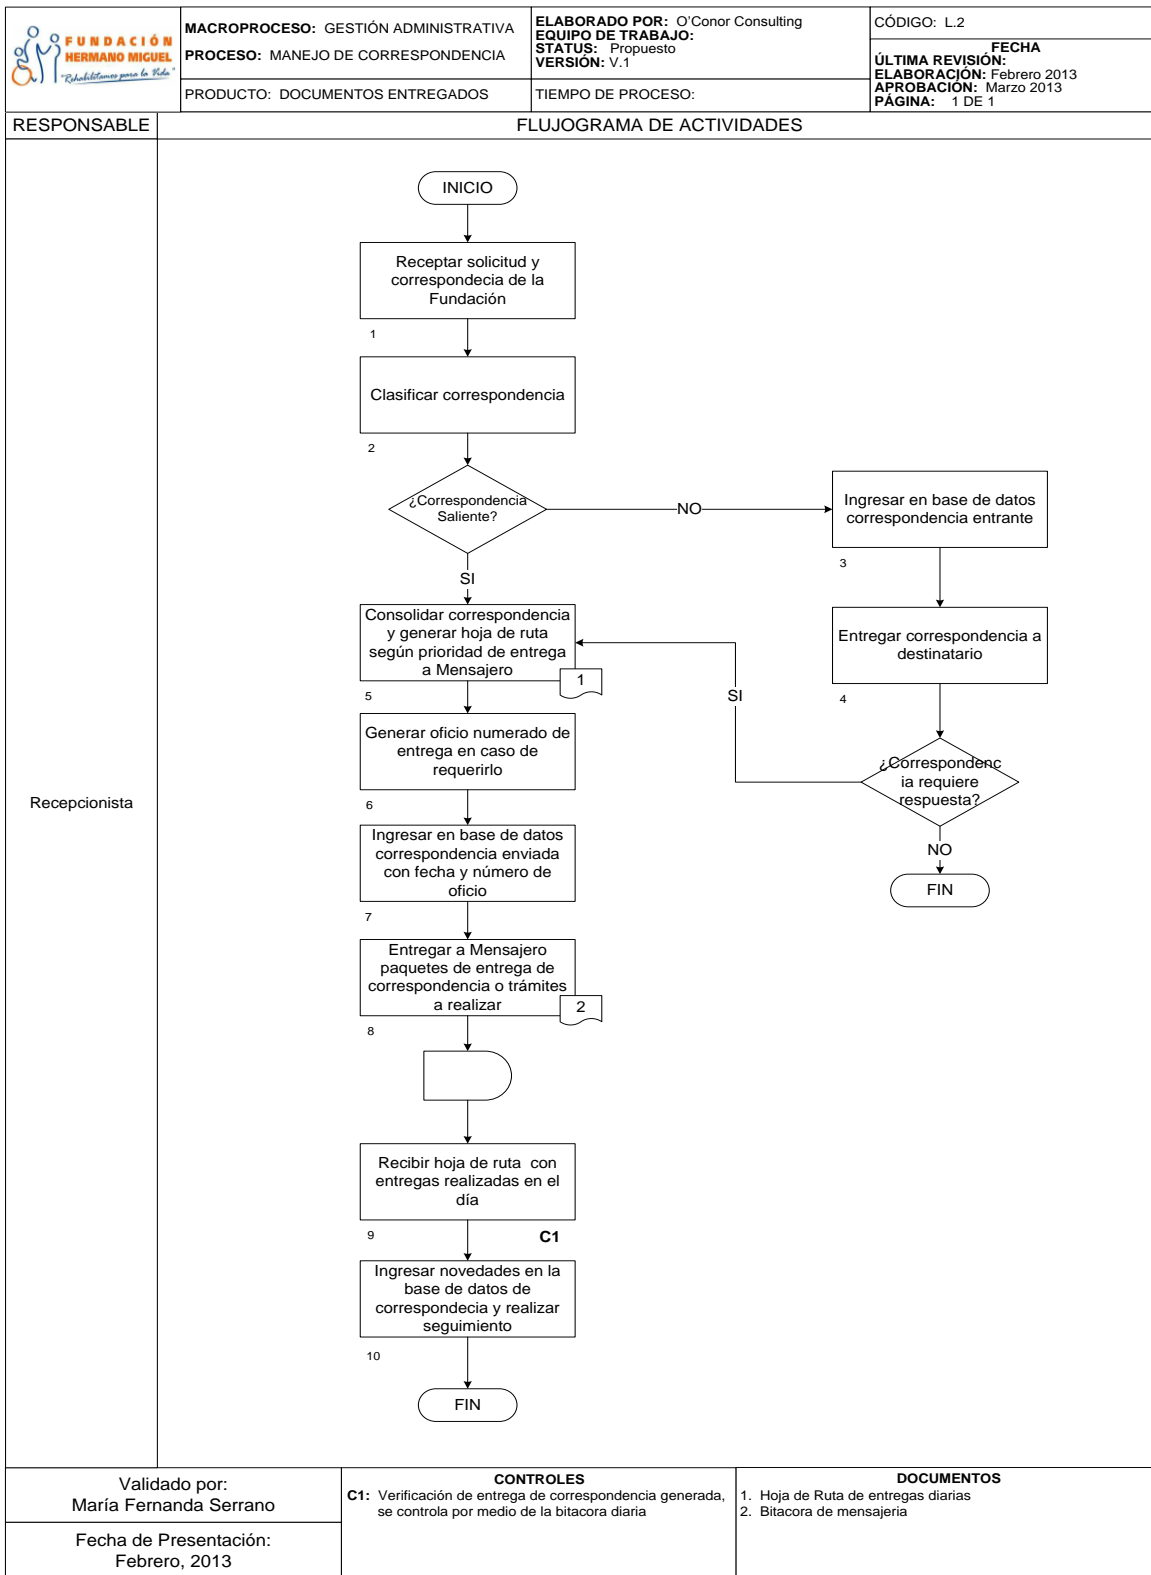 FUNDACIÓN
HERMANO MIGUEL
"Rehabilitamos para la Vida"
MACROPROCESO: GESTIÓN ADMINISTRATIVA
PROCESO: MANEJO DE CORRESPONDENCIA
PRODUCTO: DOCUMENTOS ENTREGADOS
ELABORADO POR: O'Conor Consulting
EQUIPO DE TRABAJO:
STATUS: Propuesto
VERSIÓN: V.1
TIEMPO DE PROCESO:
CÓDIGO: L.2
FECHA
ÚLTIMA REVISIÓN:
ELABORACIÓN: Febrero 2013
APROBACIÓN: Marzo 2013
PÁGINA: 1 DE 1
RESPONSABLE
FLUJOGRAMA DE ACTIVIDADES
Recepcionista
INICIO
Receptar solicitud y
correspondecia de la
Fundación
1
Clasificar correspondencia
2
¿Correspondencia
Saliente?
NO
Ingresar en base de datos
correspondencia entrante
3
Entregar correspondencia a
destinatario
4
¿Correspondenc
ia requiere
respuesta?
SI
NO
FIN
SI
Consolidar correspondencia
y generar hoja de ruta
según prioridad de entrega
a Mensajero
1
5
Generar oficio numerado de
entrega en caso de
requerirlo
6
Ingresar en base de datos
correspondencia enviada
con fecha y número de
oficio
7
Entregar a Mensajero
paquetes de entrega de
correspondencia o trámites
a realizar
2
8
Recibir hoja de ruta con
entregas realizadas en el
día
9
C1
Ingresar novedades en la
base de datos de
correspondecia y realizar
seguimiento
10
FIN
Validado por:
María Fernanda Serrano
Fecha de Presentación:
Febrero, 2013
CONTROLES
C1: Verificación de entrega de correspondencia generada,
se controla por medio de la bitacora diaria
DOCUMENTOS
1. Hoja de Ruta de entregas diarias
2. Bitacora de mensajeria